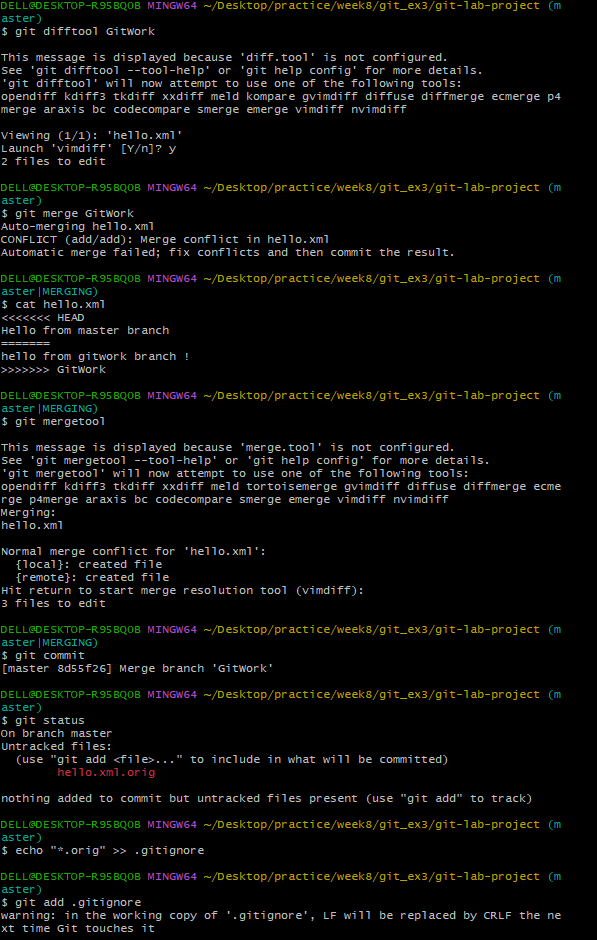 DELL@DESKTOP-R95BQ0B MINGW64 ~/Desktop/practice/week8/git_ex3/git-lab-project (m
aster)
$ git difftool GitWork

This message is displayed because 'diff.tool' is not configured.
See 'git difftool --tool-help' or 'git help config' for more details.
'git difftool' will now attempt to use one of the following tools:
opendiff kdiff3 tkdiff xxdiff meld kompare gvimdiff diffuse diffmerge ecmerge p4
merge araxis bc codecompare smerge emerge vimdiff nvimdiff

Viewing (1/1): 'hello.xml'
Launch 'vimdiff' [Y/n]? y
2 files to edit

DELL@DESKTOP-R95BQ0B MINGW64 ~/Desktop/practice/week8/git_ex3/git-lab-project (m
aster)
$ git merge GitWork
Auto-merging hello.xml
CONFLICT (add/add): Merge conflict in hello.xml
Automatic merge failed; fix conflicts and then commit the result.

DELL@DESKTOP-R95BQ0B MINGW64 ~/Desktop/practice/week8/git_ex3/git-lab-project (m
aster|MERGING)
$ cat hello.xml
<<<<<<< HEAD
Hello from master branch
=======
hello from gitwork branch !
>>>>>>> GitWork

DELL@DESKTOP-R95BQ0B MINGW64 ~/Desktop/practice/week8/git_ex3/git-lab-project (m
aster|MERGING)
$ git mergetool

This message is displayed because 'merge.tool' is not configured.
See 'git mergetool --tool-help' or 'git help config' for more details.
'git mergetool' will now attempt to use one of the following tools:
opendiff kdiff3 tkdiff xxdiff meld tortoisemerge gvimdiff diffuse diffmerge ecme
rge p4merge araxis bc codecompare smerge emerge vimdiff nvimdiff
Merging:
hello.xml

Normal merge conflict for 'hello.xml':
  {local}: created file
  {remote}: created file
Hit return to start merge resolution tool (vimdiff):
3 files to edit

DELL@DESKTOP-R95BQ0B MINGW64 ~/Desktop/practice/week8/git_ex3/git-lab-project (m
aster|MERGING)
$ git commit
[master 8d55f26] Merge branch 'GitWork'

DELL@DESKTOP-R95BQ0B MINGW64 ~/Desktop/practice/week8/git_ex3/git-lab-project (m
aster)
$ git status
On branch master
Untracked files:
  (use "git add <file>..." to include in what will be committed)
        hello.xml.orig

nothing added to commit but untracked files present (use "git add" to track)

DELL@DESKTOP-R95BQ0B MINGW64 ~/Desktop/practice/week8/git_ex3/git-lab-project (m
aster)
$ echo "*.orig" >> .gitignore

DELL@DESKTOP-R95BQ0B MINGW64 ~/Desktop/practice/week8/git_ex3/git-lab-project (m
aster)
$ git add .gitignore
warning: in the working copy of '.gitignore', LF will be replaced by CRLF the ne
xt time Git touches it